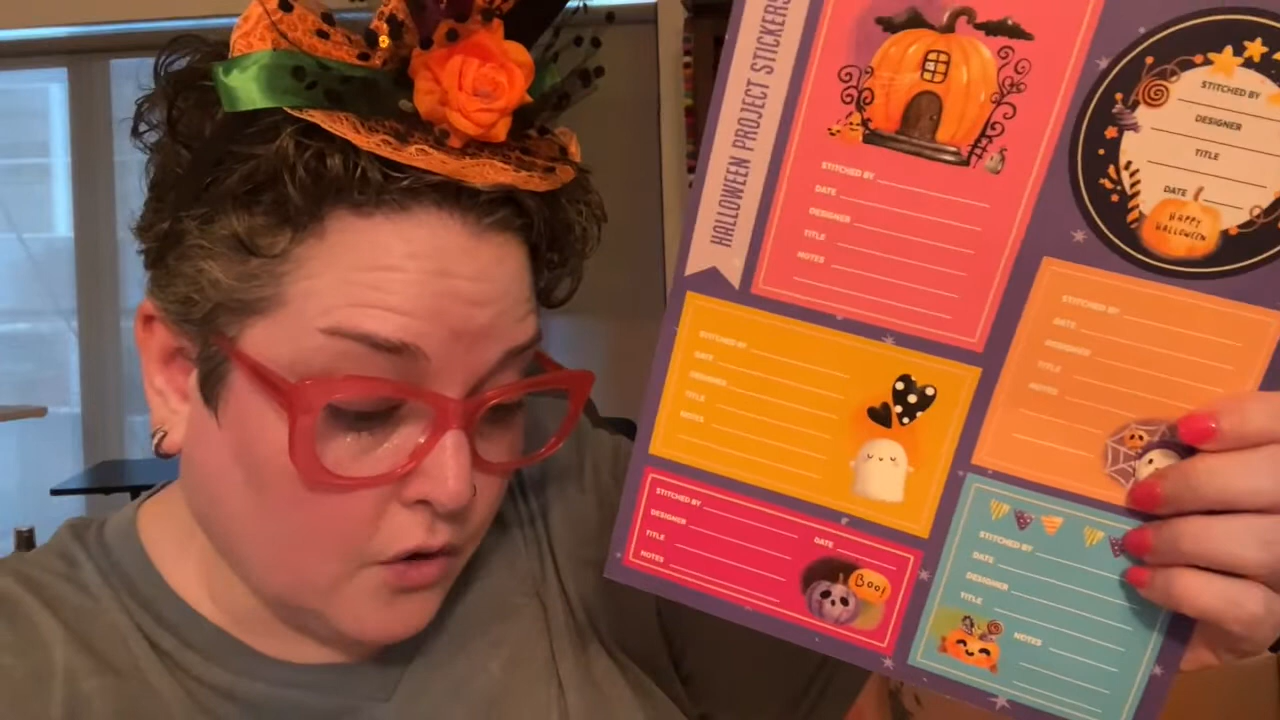 HALLOWEEN PROJECT STICKERS
STITCHED BY
DATE
DESIGNER
TITLE
NOTES
STITCHED BY
DESIGNER
TITLE
DATE
HAPPY
HALLOWEEN
STITCHED BY
DATE
DESIGNER
TITLE
NOTES
STITCHED BY
DATE
DESIGNER
TITLE
NOTES
STITCHED BY
DATE
DESIGNER
TITLE
NOTES
BOO!
STITCHED BY
DATE
DESIGNER
TITLE
NOTES